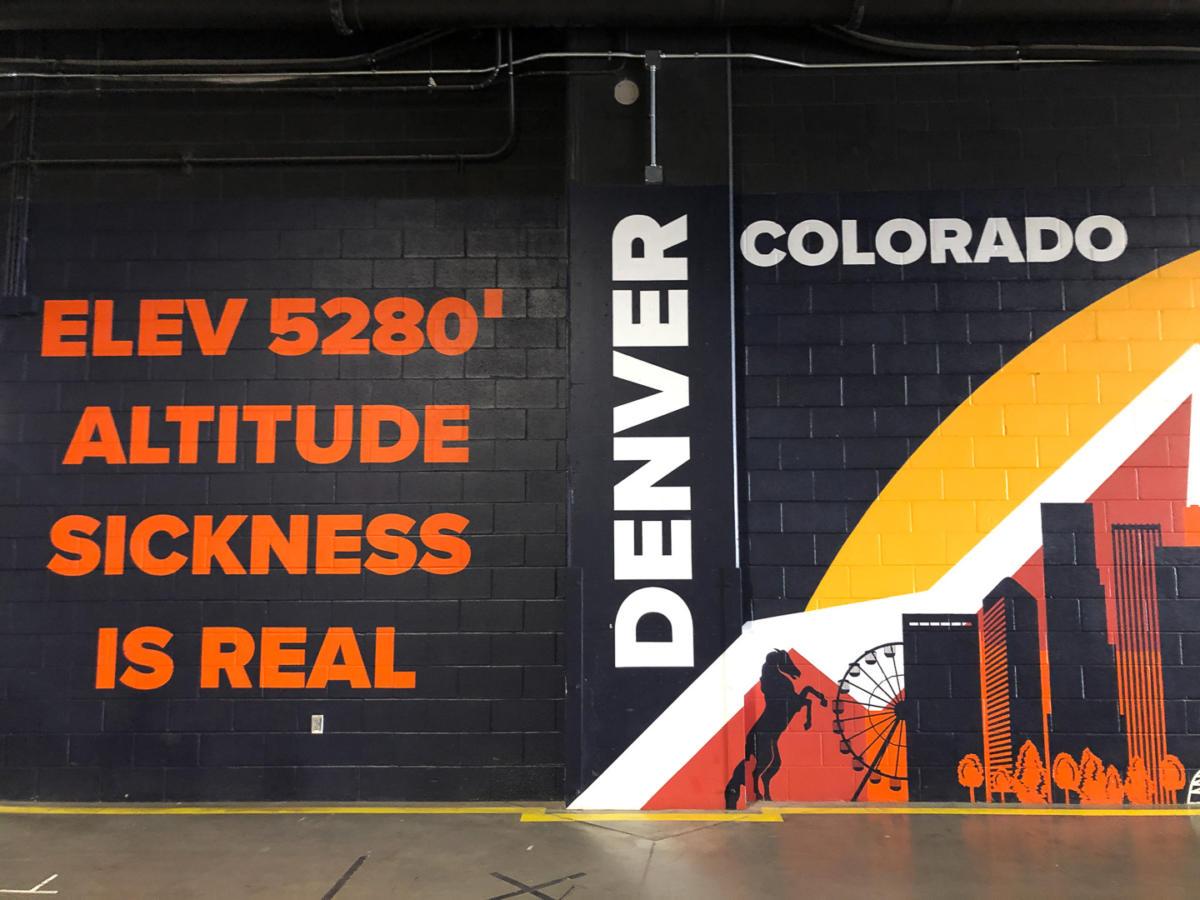 ELEV 5280'
ALTITUDE
SICKNESS
IS REAL
DENVER
COLORADO